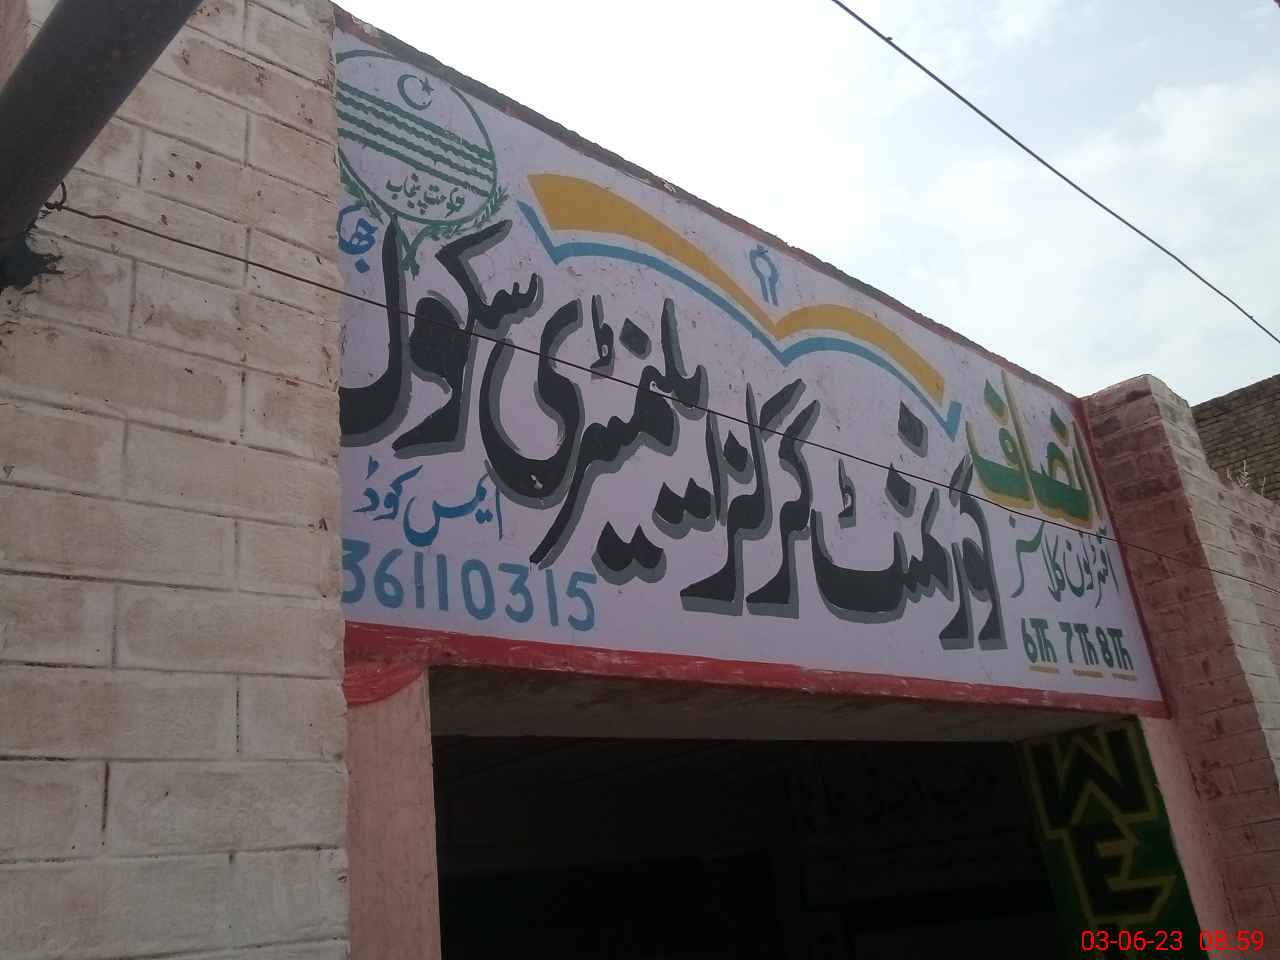 حکومت پنجاب
انصاف
آفٹرنون کلاسز
6Th 7Th 8Th
گورنمنٹ گرلز ایلیمنٹری سکول
ایمس کوڈ
36110315
WE
03-06-23 08:59